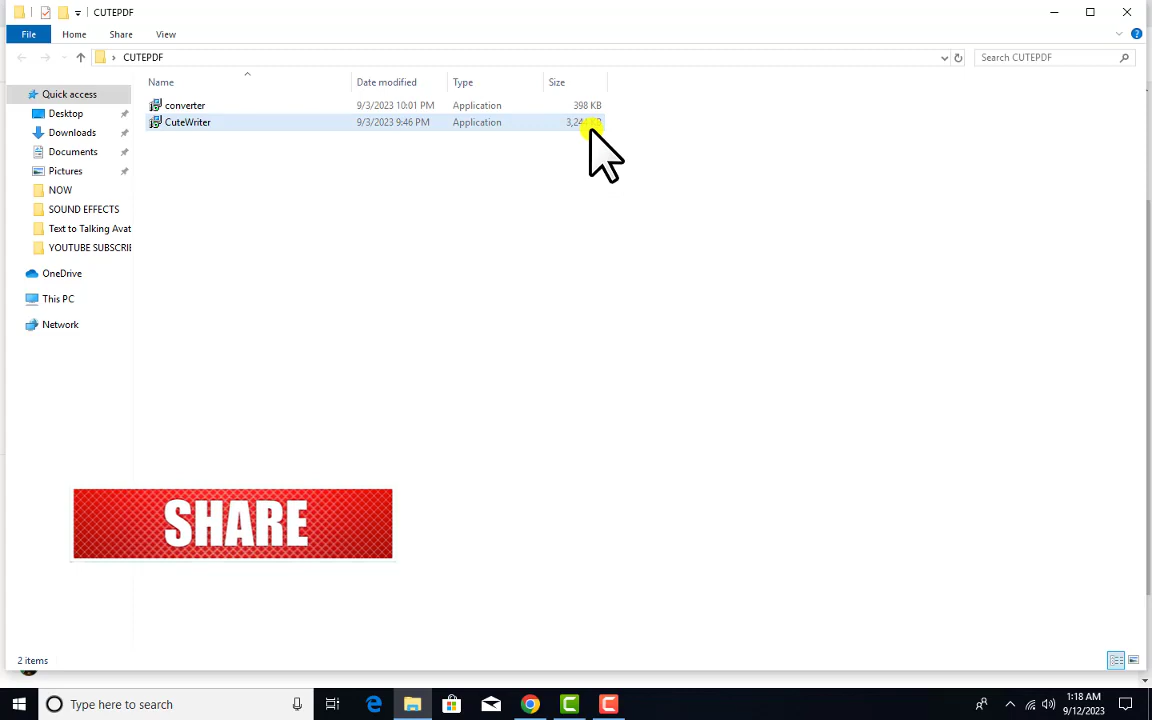 CUTEPDF
File Home Share View
CUTEPDF Search CUTEPDF
Name Date modified Type Size
converter 9/3/2023 10:01 PM Application 398 KB
CuteWriter 9/3/2023 9:46 PM Application
Quick access
Desktop
Downloads
Documents
Pictures
NOW
SOUND EFFECTS
Text to Talking Avat
YOUTUBE SUBSCRIE
OneDrive
This PC
Network
SHARE
2 items
Type here to search
1:18 AM
9/12/2023